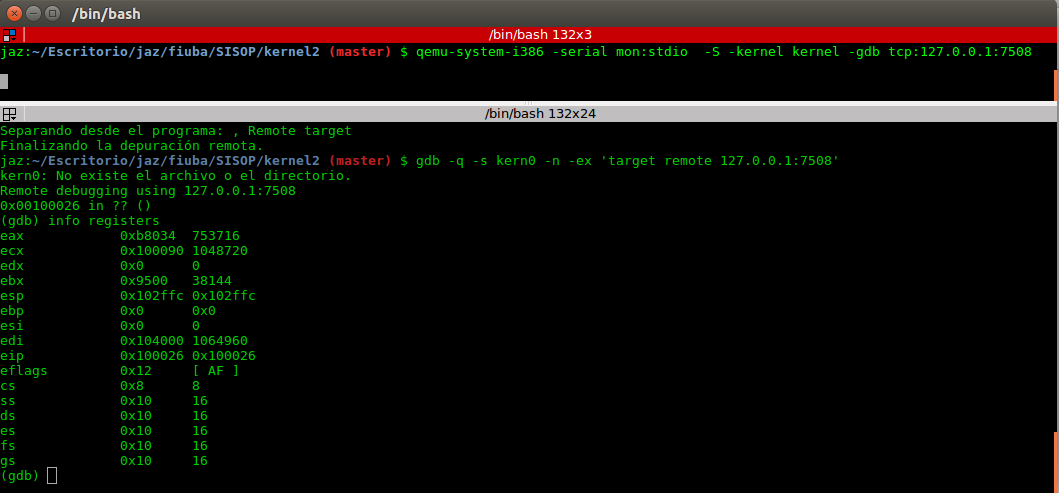 /bin/bash
/bin/bash 132x3
jaz:~/Escritorio/jaz/fiuba/SISOP/kernel2 (master) $ qemu-system-i386 -serial mon:stdio  -S -kernel kernel -gdb tcp:127.0.0.1:7508
/bin/bash 132x24
Separando desde el programa: , Remote target
Finalizando la depuración remota.
jaz:~/Escritorio/jaz/fiuba/SISOP/kernel2 (master) $ gdb -q -s kern0 -n -ex 'target remote 127.0.0.1:7508'
kern0: No existe el archivo o el directorio.
Remote debugging using 127.0.0.1:7508
0x00100026 in ?? ()
(gdb) info registers
eax            0xb8034  753716
ecx            0x100090 1048720
edx            0x0      0
ebx            0x9500   38144
esp            0x102ffc 0x102ffc
ebp            0x0      0x0
esi            0x0      0
edi            0x104000 1064960
eip            0x100026 0x100026
eflags         0x12     [ AF ]
cs             0x8      8
ss             0x10     16
ds             0x10     16
es             0x10     16
fs             0x10     16
gs             0x10     16
(gdb)